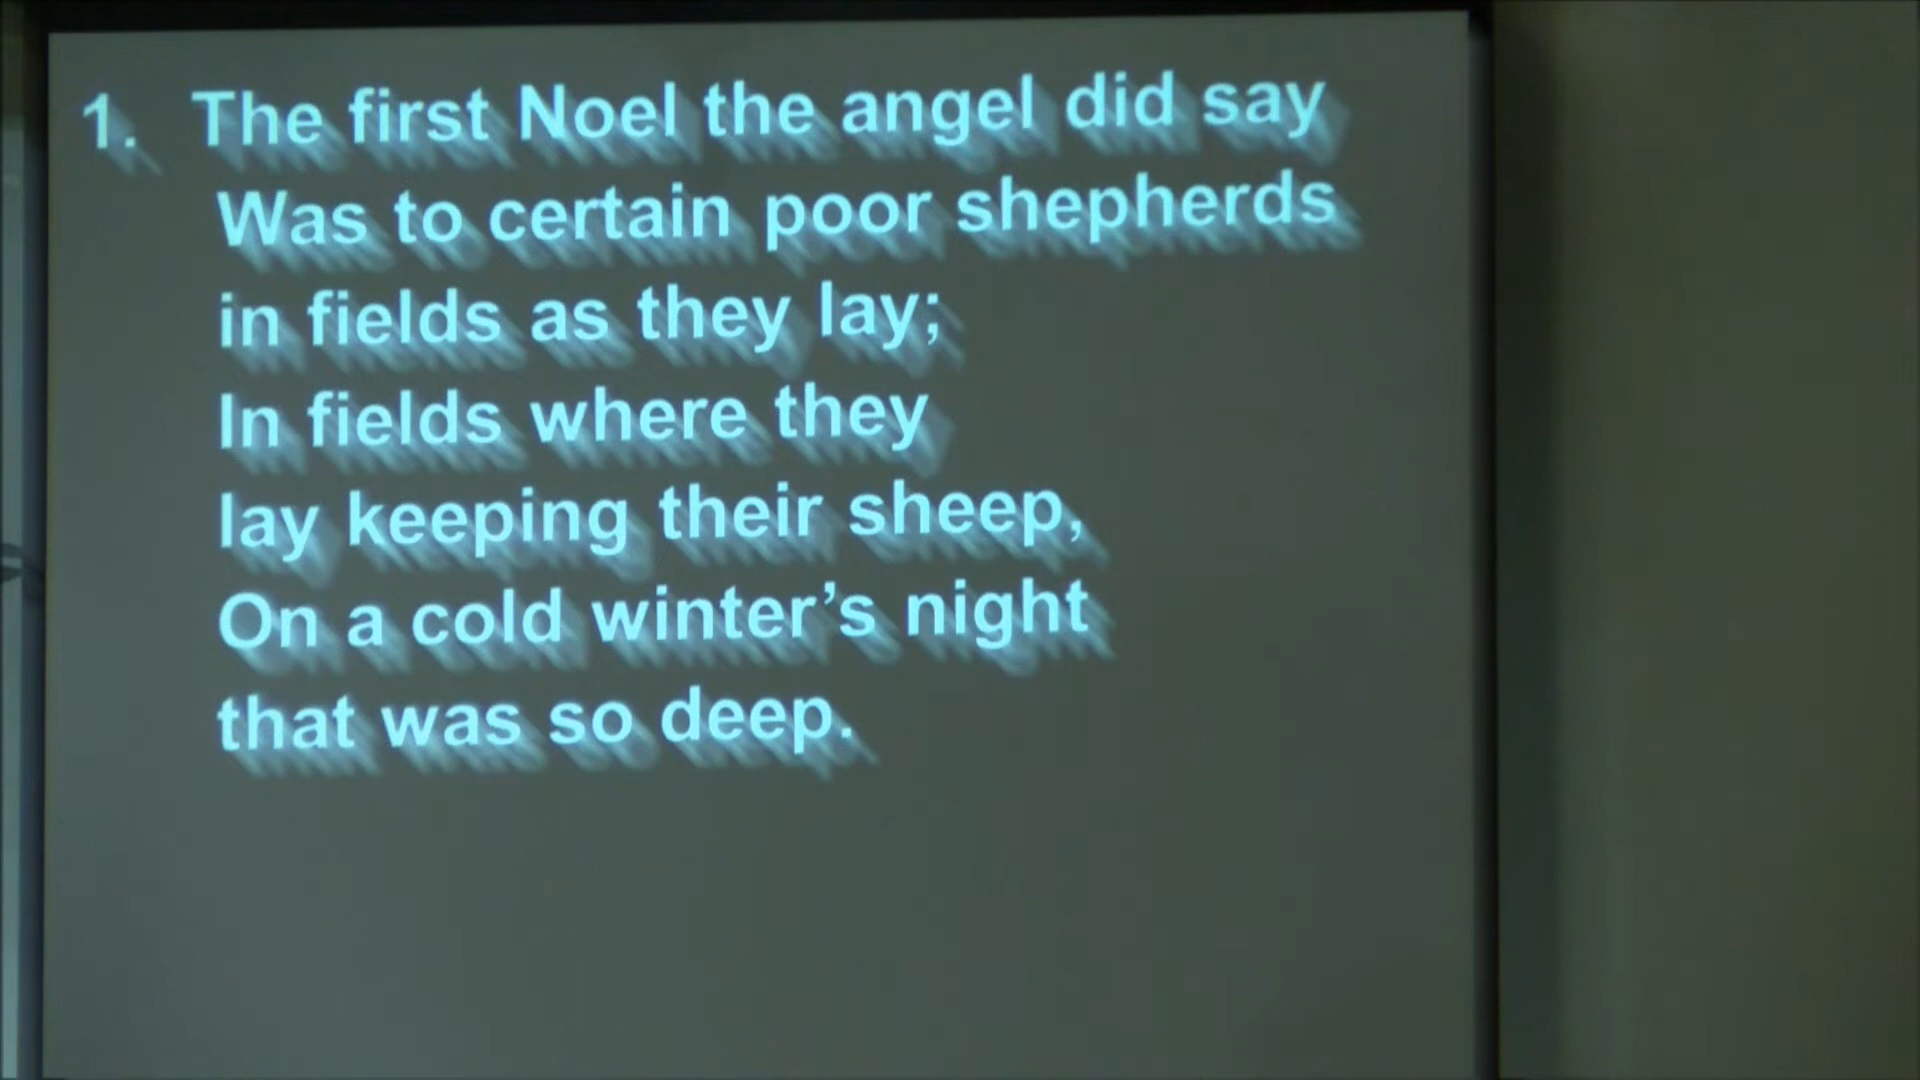 1. The first Noel the angel did say
Was to certain poor shepherds
in fields as they lay;
In fields where they
lay keeping their sheep,
On a cold winter’s night
that was so deep.